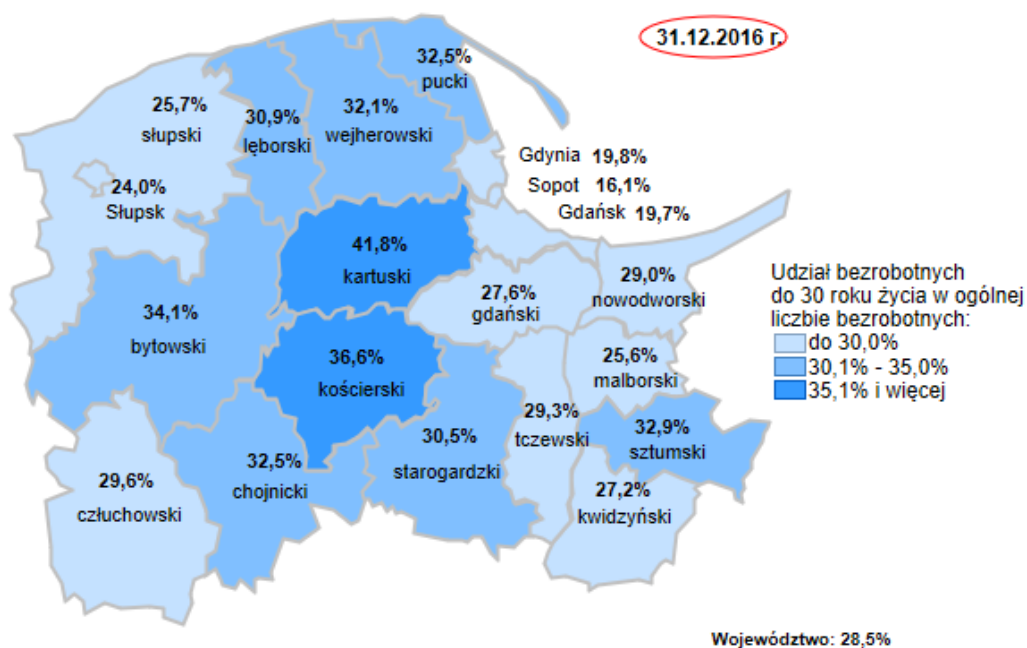 31.12.2016 r.
32,5%
pucki
25,7%
słupski
30,9%
lęborski
32,1%
wejherowski
Gdynia 19,8%
Sopot 16,1%
Gdańsk 19,7%
24,0%
Słupsk
41,8%
kartuski
29,0%
nowodworski
27,6%
gdański
34,1%
bytowski
36,6%
kościerski
25,6%
malborski
Udział bezrobotnych
do 30 roku życia w ogólnej
liczbie bezrobotnych:
do 30,0%
30,1% - 35,0%
35,1% i więcej
29,3%
tczewski
32,9%
sztumski
30,5%
starogardzki
32,5%
chojnicki
29,6%
człuchowski
27,2%
kwidzyński
Województwo: 28,5%